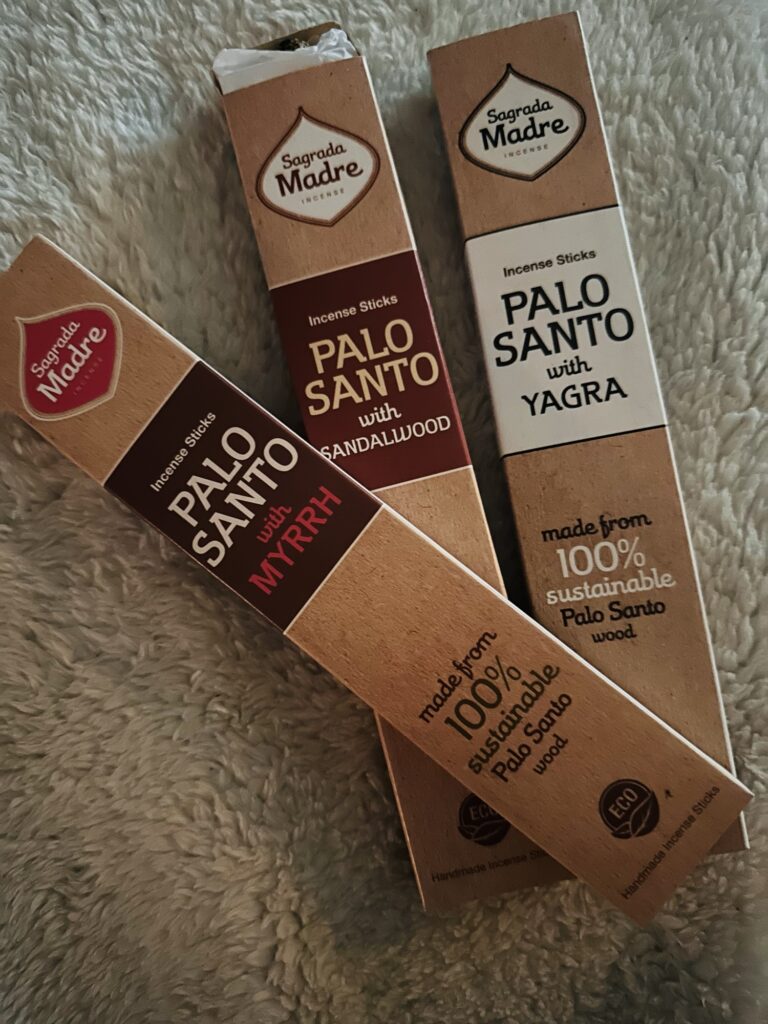 Sagrada
Madre
INCENSE
Incense Sticks
PALO
SANTO
with
MYRRH
made from
100%
sustainable
Palo Santo
wood
ECO
Handmade Incense Sticks
Sagrada
Madre
INCENSE
Incense Sticks
PALO
SANTO
with
SANDALWOOD
ECO
Handmade Incense
Sagrada
Madre
INCENSE
Incense Sticks
PALO
SANTO
with
YAGRA
made from
100%
sustainable
Palo Santo
wood